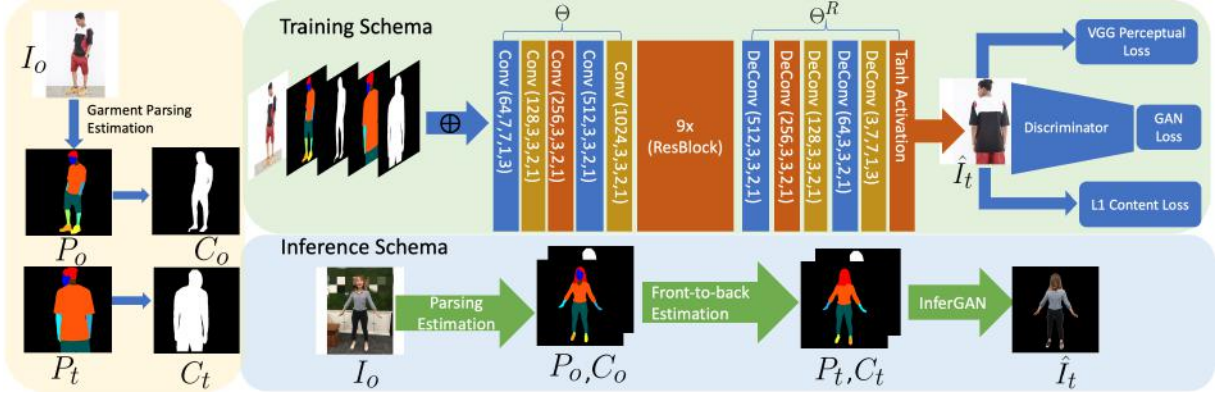 I_o
Garment Parsing
Estimation
P_o
C_o
P_t
C_t
Training Schema
Θ
⊕
Conv (64,7,7,1,3)
Conv (128,3,3,2,1)
Conv (256,3,3,2,1)
Conv (512,3,3,2,1)
Conv (1024,3,3,2,1)
9x
(ResBlock)
Θ^R
DeConv (512,3,3,2,1)
DeConv (256,3,3,2,1)
DeConv (128,3,3,2,1)
DeConv (64,3,3,2,1)
DeConv (3,7,7,1,3)
Tanh Activation
Î_t
Discriminator
VGG Perceptual
Loss
GAN
Loss
L1 Content Loss
Inference Schema
I_o
Parsing
Estimation
P_o,C_o
Front-to-back
Estimation
P_t,C_t
InferGAN
Î_t